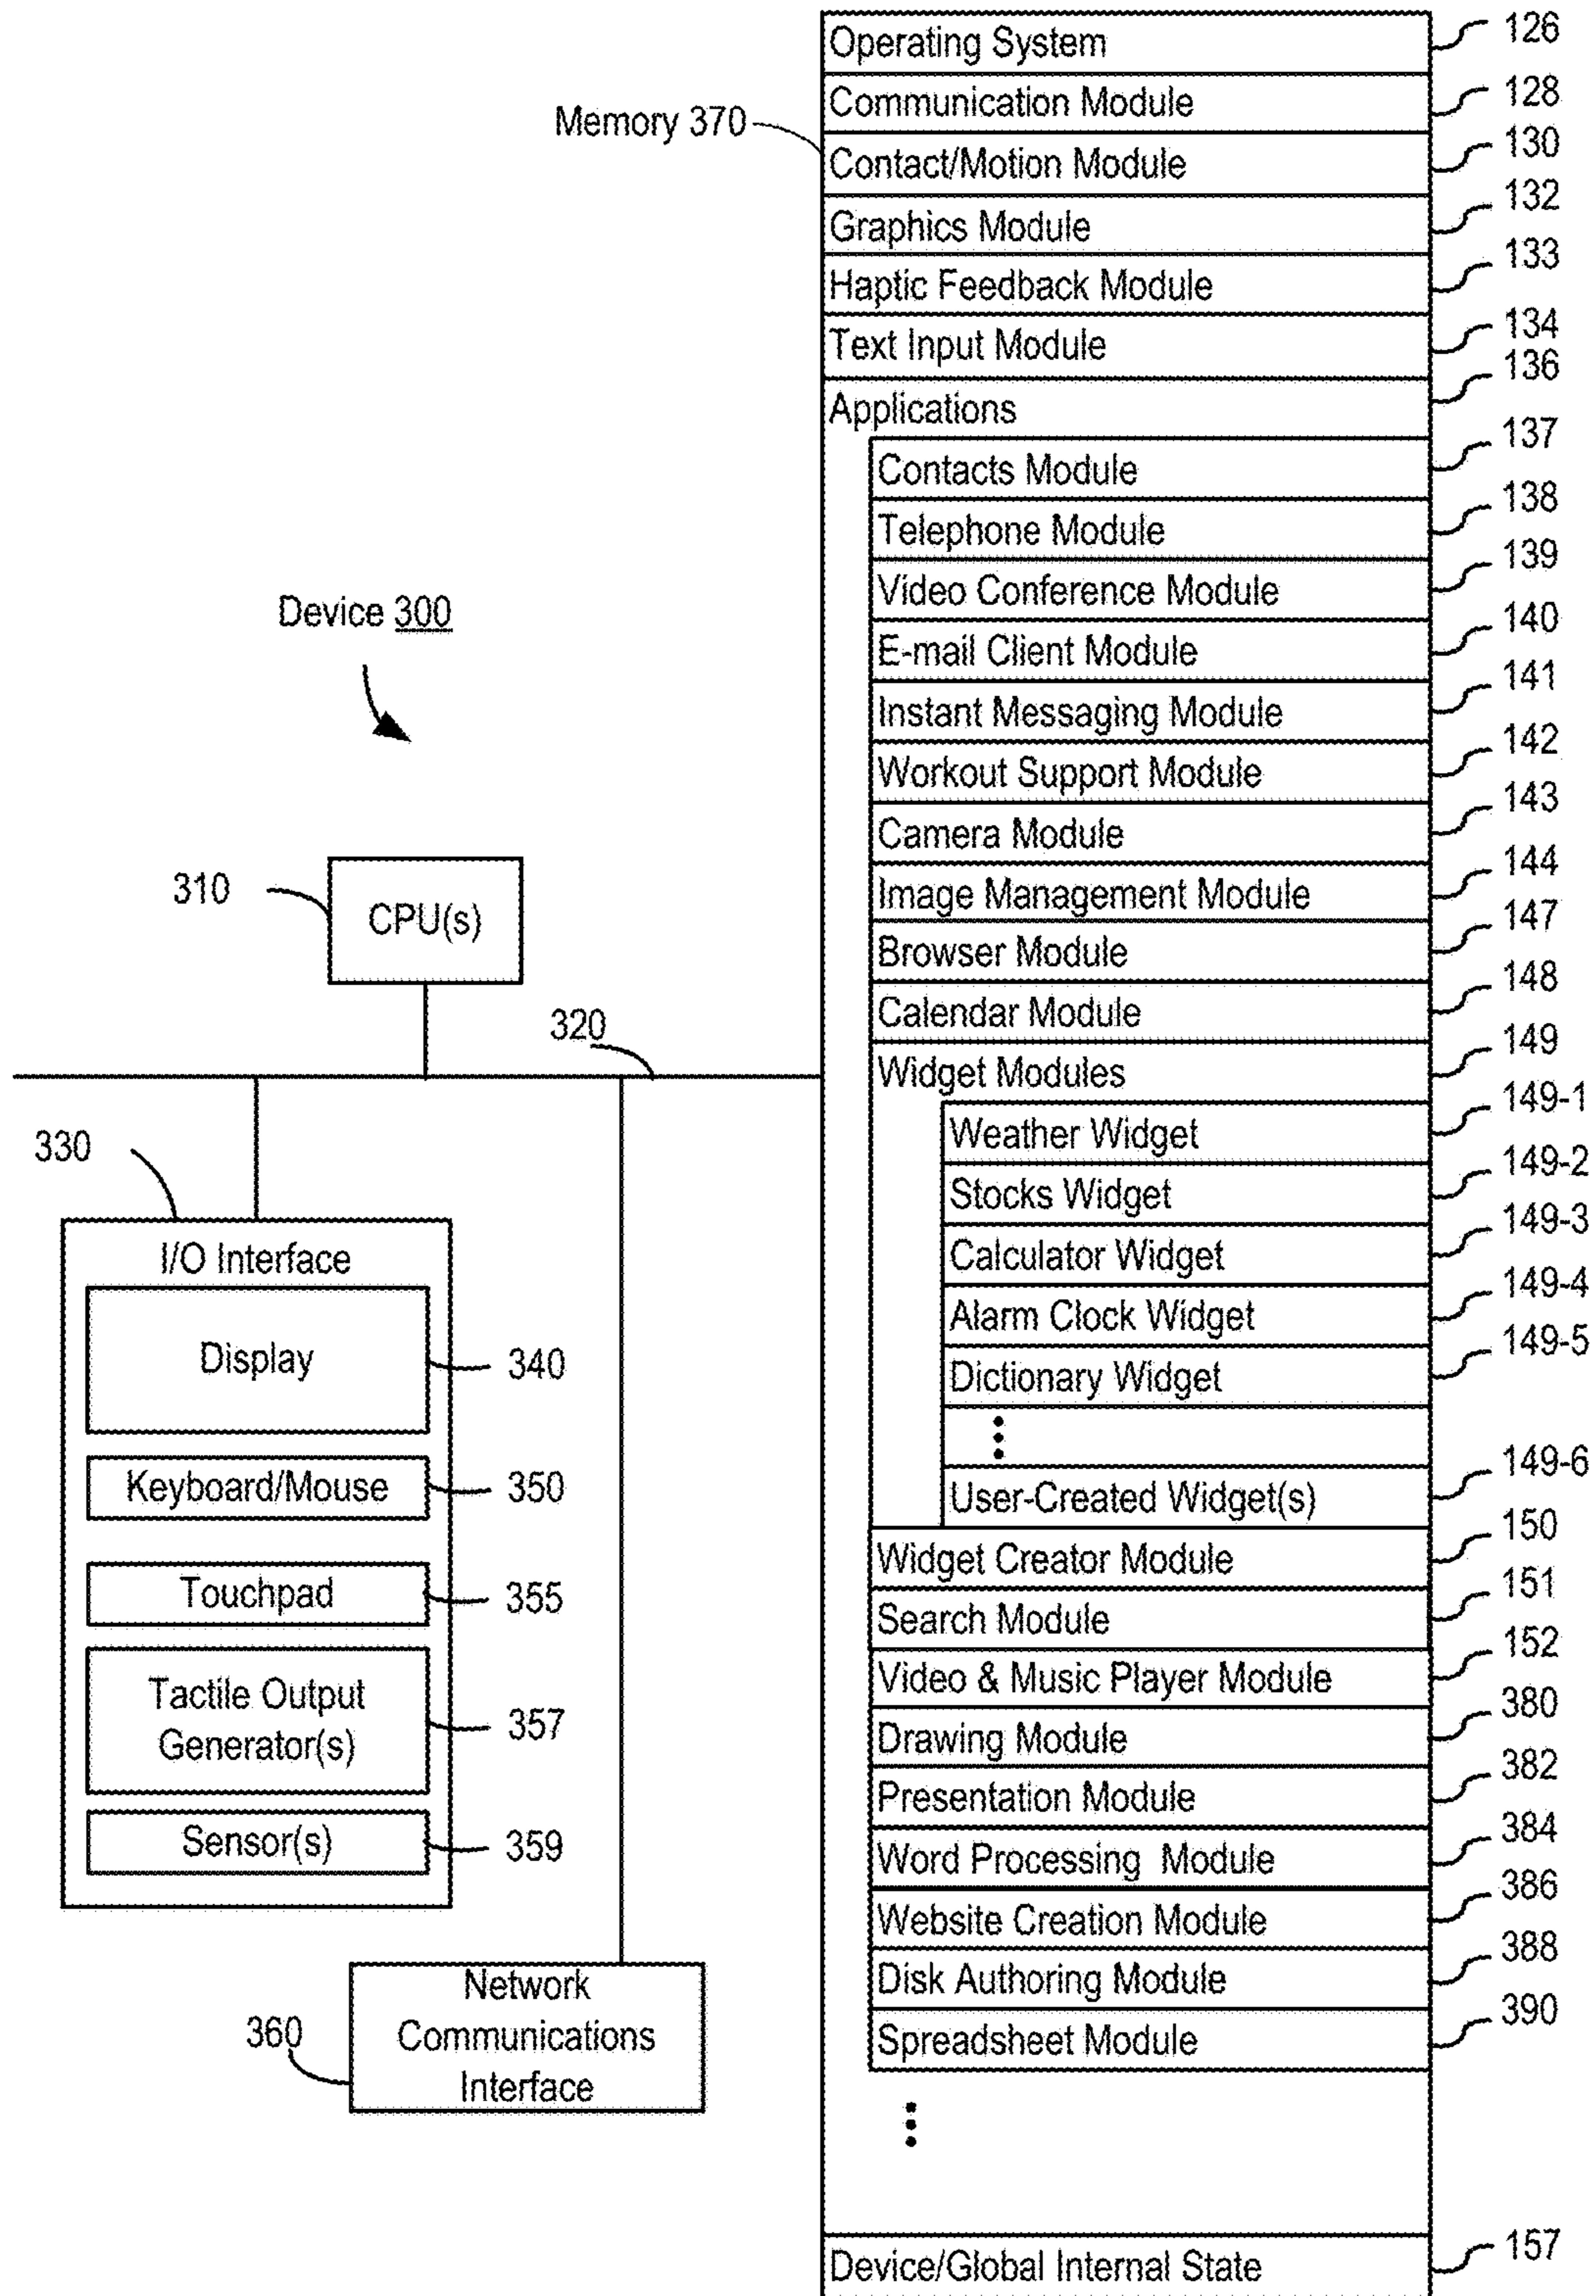 Memory 370
Operating System 126
Communication Module 128
Contact/Motion Module 130
Graphics Module 132
Haptic Feedback Module 133
Text Input Module 134
Applications 136
Contacts Module 137
Telephone Module 138
Video Conference Module 139
E-mail Client Module 140
Instant Messaging Module 141
Workout Support Module 142
Camera Module 143
Image Management Module 144
Browser Module 147
Calendar Module 148
Widget Modules 149
Weather Widget 149-1
Stocks Widget 149-2
Calculator Widget 149-3
Alarm Clock Widget 149-4
Dictionary Widget 149-5
User-Created Widget(s) 149-6
Widget Creator Module 150
Search Module 151
Video & Music Player Module 152
Drawing Module 380
Presentation Module 382
Word Processing Module 384
Website Creation Module 386
Disk Authoring Module 388
Spreadsheet Module 390
Device/Global Internal State 157
Device 300
310
CPU(s)
320
330
I/O Interface
Display 340
Keyboard/Mouse 350
Touchpad 355
Tactile Output
Generator(s) 357
Sensor(s) 359
360
Network
Communications
Interface